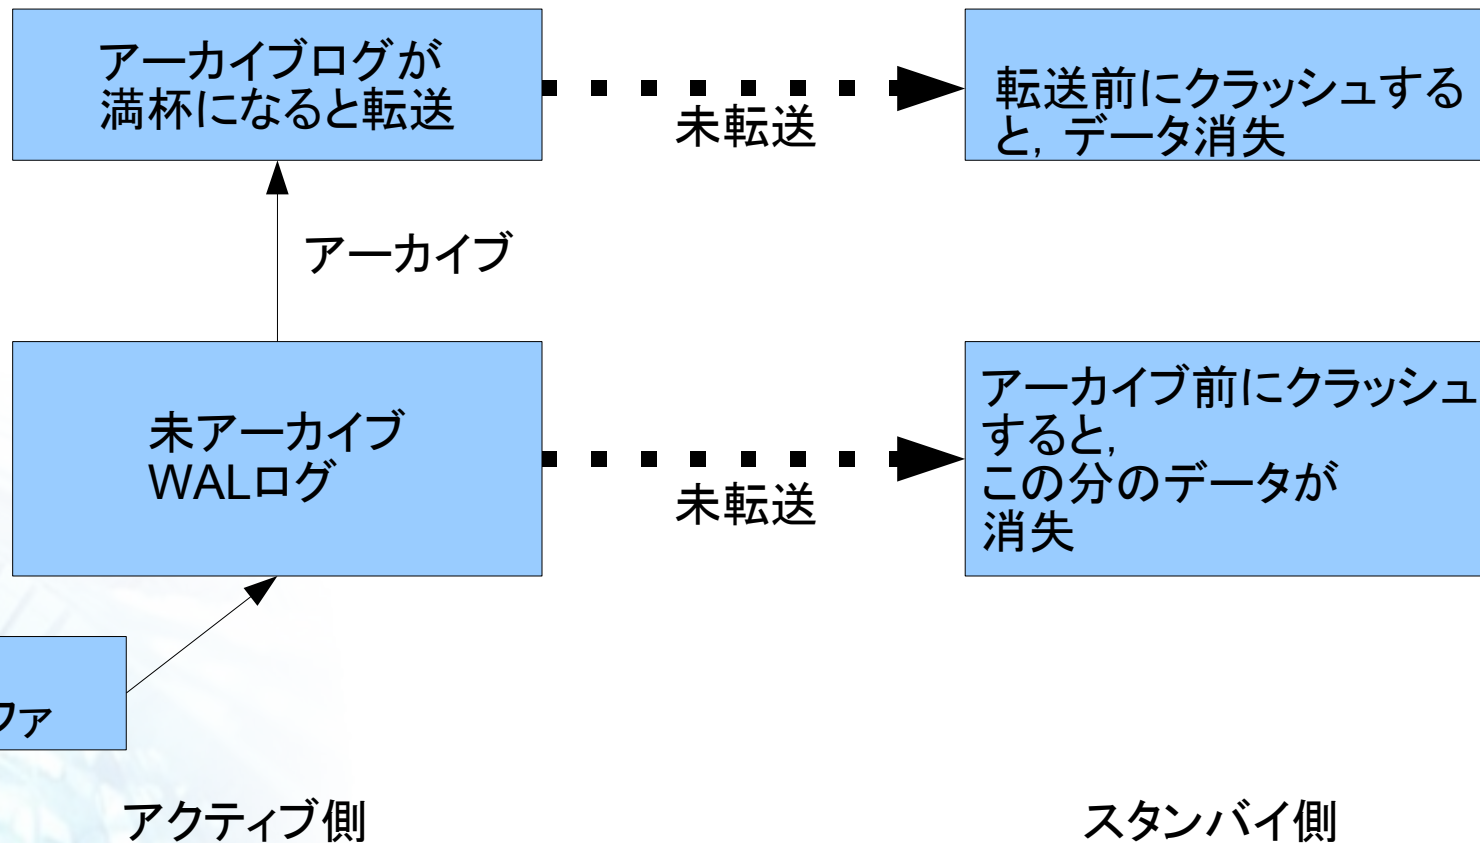 アーカイブログが
満杯になると転送
未転送
転送前にクラッシュする
と, データ消失
アーカイブ
未アーカイブ
WALログ
未転送
アーカイブ前にクラッシュ
すると,
この分のデータが
消失
ファ
アクティブ側
スタンバイ側